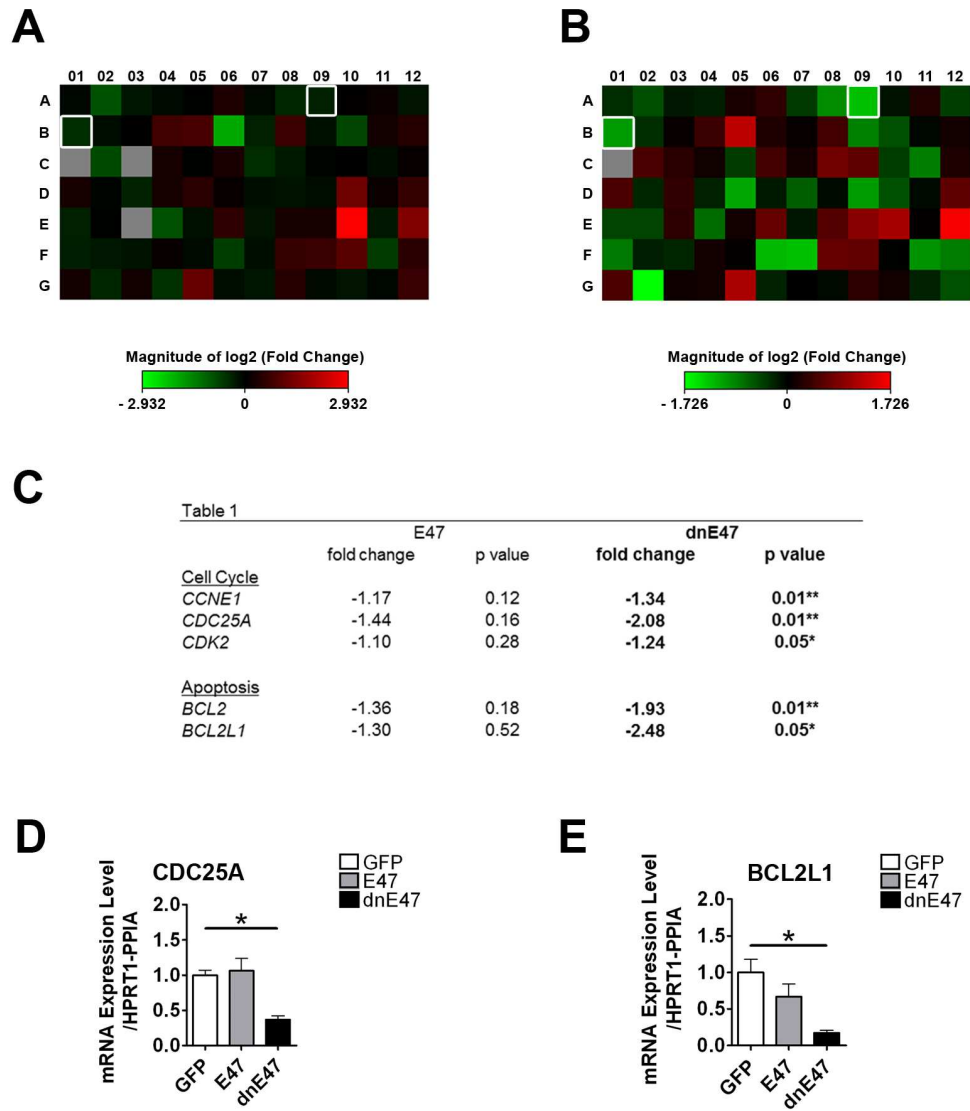 A
B
01 02 03 04 05 06 07 08 09 10 11 12
A
B
C
D
E
F
G
Magnitude of log2 (Fold Change)
- 2.932 0 2.932
01 02 03 04 05 06 07 08 09 10 11 12
A
B
C
D
E
F
G
Magnitude of log2 (Fold Change)
- 1.726 0 1.726
C
Table 1
E47 dnE47
fold change p value fold change p value
Cell Cycle
CCNE1 -1.17 0.12 -1.34 0.01**
CDC25A -1.44 0.16 -2.08 0.01**
CDK2 -1.10 0.28 -1.24 0.05*
Apoptosis
BCL2 -1.36 0.18 -1.93 0.01**
BCL2L1 -1.30 0.52 -2.48 0.05*
D
CDC25A
GFP
E47
dnE47
mRNA Expression Level
/HPRT1-PPIA
2.0
1.5
1.0
0.5
0.0
*
GFP E47 dnE47
E
BCL2L1
GFP
E47
dnE47
mRNA Expression Level
/HPRT1-PPIA
2.0
1.5
1.0
0.5
0.0
*
GFP E47 dnE47